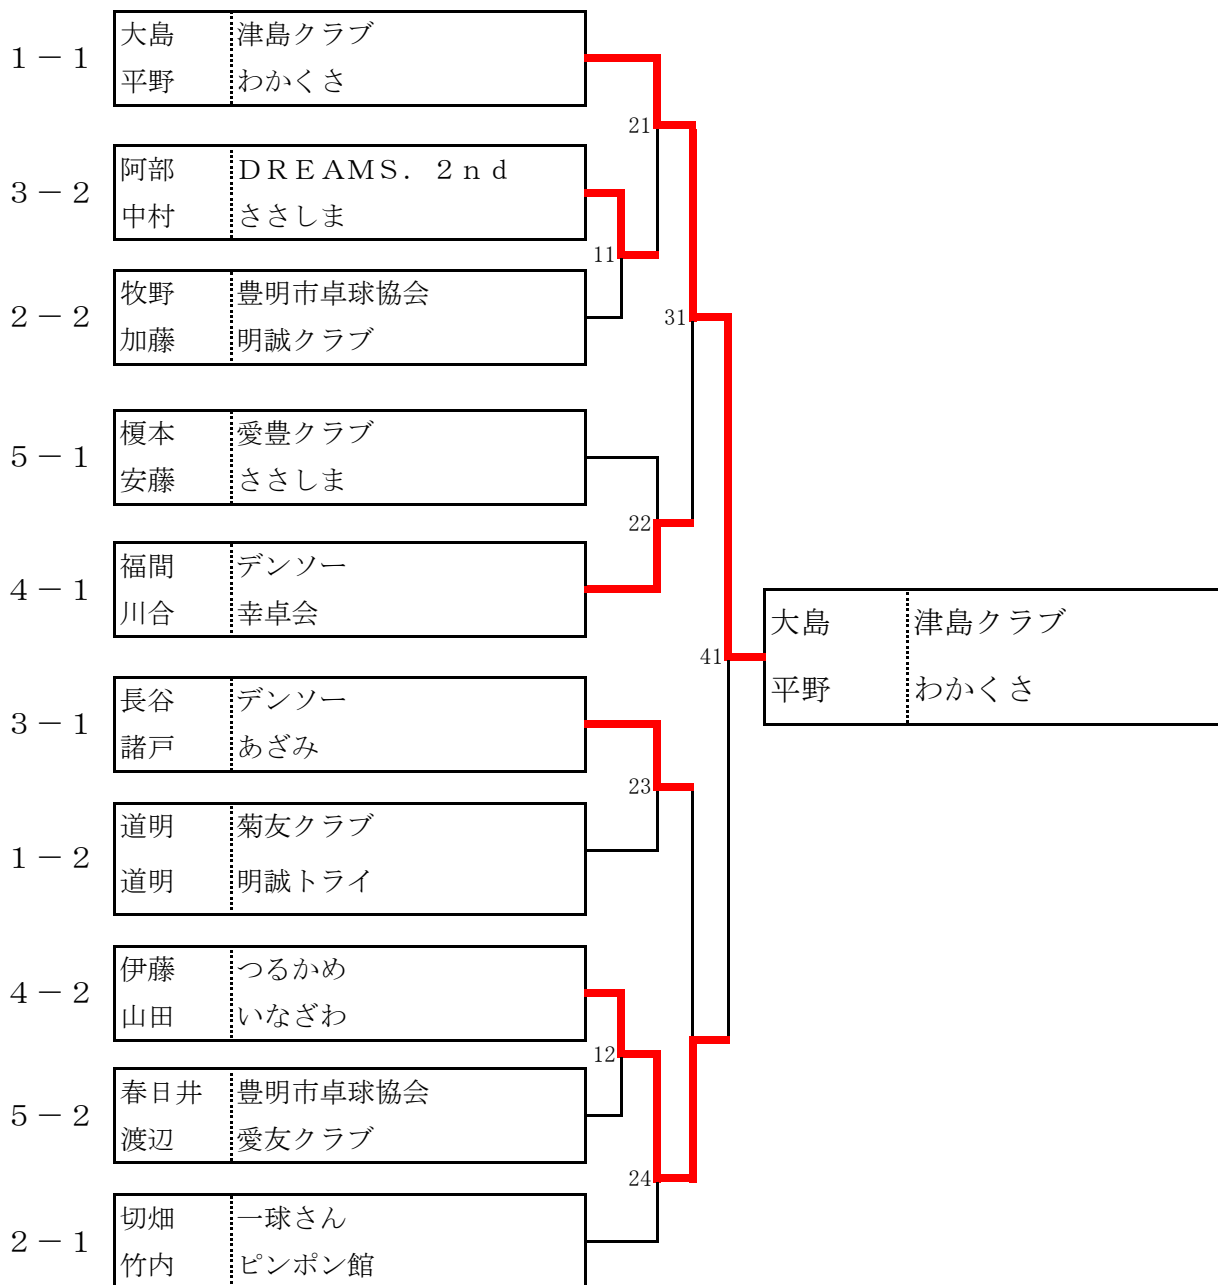 １－１
大島 津島クラブ
平野 わかくさ
21
３－２
阿部 ＤＲＥＡＭＳ．２ｎｄ
中村 ささしま
11
２－２
牧野 豊明市卓球協会
加藤 明誠クラブ
31
５－１
榎本 愛豊クラブ
安藤 ささしま
22
４－１
福間 デンソー
川合 幸卓会
41
大島 津島クラブ
平野 わかくさ
３－１
長谷 デンソー
諸戸 あざみ
23
１－２
道明 菊友クラブ
道明 明誠トライ
４－２
伊藤 つるかめ
山田 いなざわ
12
５－２
春日井 豊明市卓球協会
渡辺 愛友クラブ
24
２－１
切畑 一球さん
竹内 ピンポン館